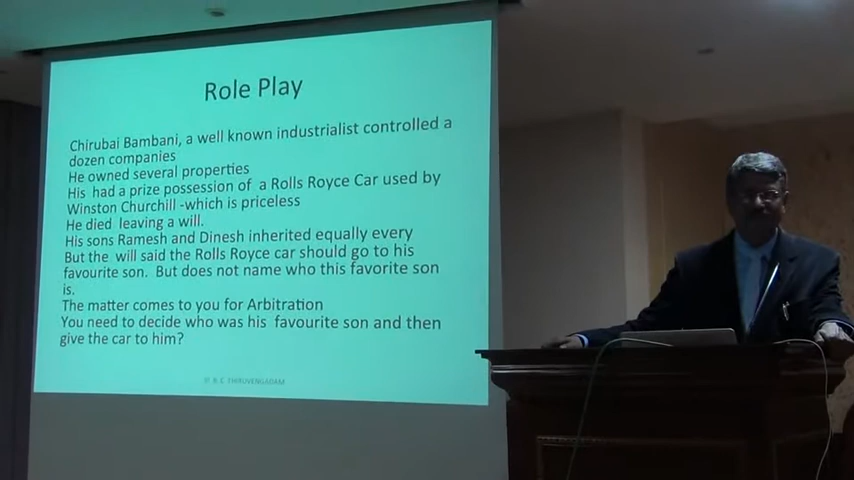 Role Play
Chirubai Bambani, a well known industrialist controlled a
dozen companies
He owned several properties
His had a prize possession of a Rolls Royce Car used by
Winston Churchill -which is priceless
He died leaving a will.
His sons Ramesh and Dinesh inherited equally every
But the will said the Rolls Royce car should go to his
favourite son. But does not name who this favorite son
is.
The matter comes to you for Arbitration
You need to decide who was his favourite son and then
give the car to him?
THIRUVENGADAM